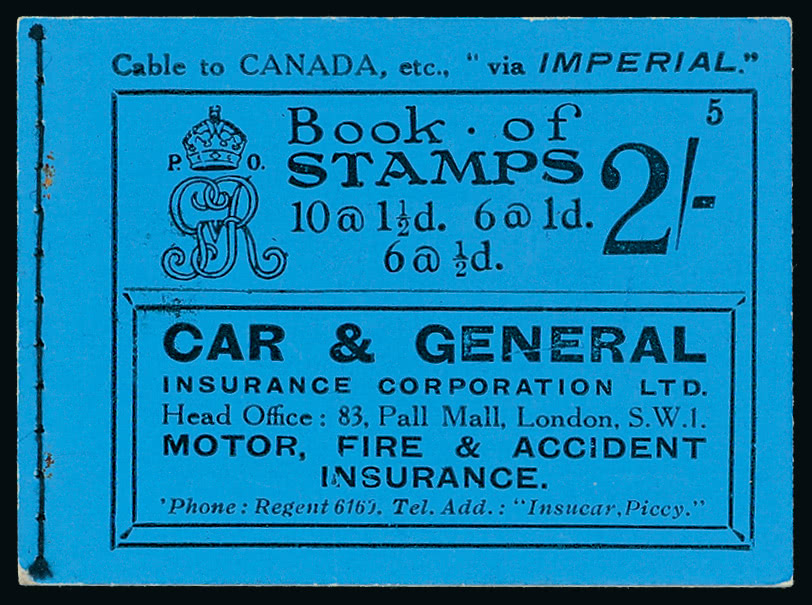 Cable to CANADA, etc., "via IMPERIAL."
5
P. O.
GRV
Book · of
STAMPS
2/-
10 @ 1½d. 6 @ 1d.
6 @ ½d.
CAR & GENERAL
INSURANCE CORPORATION LTD.
Head Office: 83, Pall Mall, London, S.W.1.
MOTOR, FIRE & ACCIDENT
INSURANCE.
'Phone: Regent 616. Tel. Add.: "Insucar, Piccy."